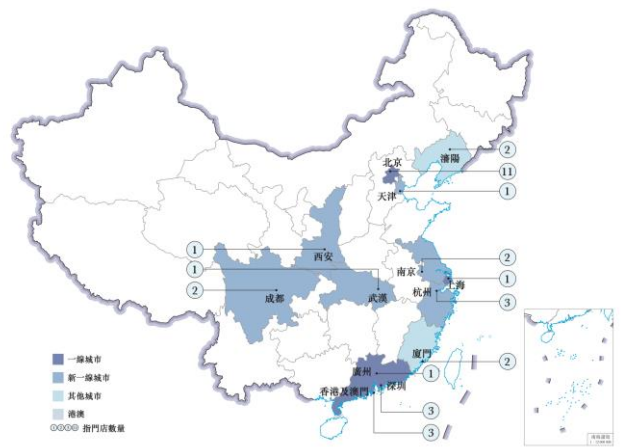 瀋陽
2
北京
11
天津
1
1
西安
1
2
成都
武漢
2
南京
1
上海
杭州
3
廈門
2
廣州
1
香港及澳門
深圳
3
3
一線城市
新一線城市
其他城市
港澳
指門店數量